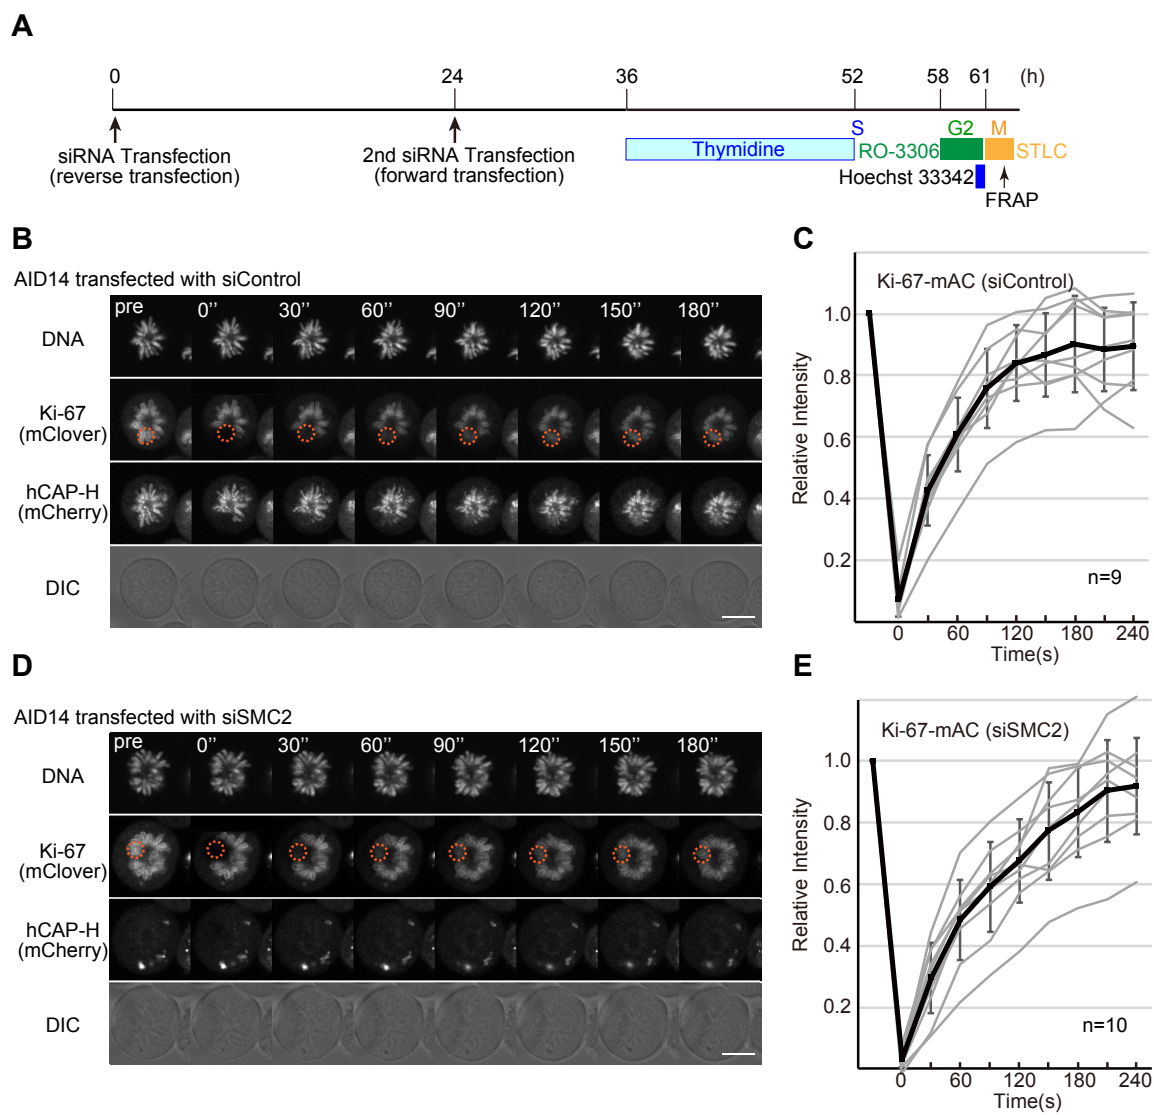 A
0 24 36 52 58 61 (h)
S G2 M
Thymidine RO-3306 STLC
siRNA Transfection
(reverse transfection)
2nd siRNA Transfection
(forward transfection)
Hoechst 33342
FRAP
B
AID14 transfected with siControl
pre 0’’ 30’’ 60’’ 90’’ 120’’ 150’’ 180’’
DNA
Ki-67
(mClover)
hCAP-H
(mCherry)
DIC
C
Ki-67-mAC (siControl)
Relative Intensity
1.0
0.8
0.6
0.4
0.2
n=9
0 60 120 180 240
Time(s)
D
AID14 transfected with siSMC2
pre 0’’ 30’’ 60’’ 90’’ 120’’ 150’’ 180’’
DNA
Ki-67
(mClover)
hCAP-H
(mCherry)
DIC
E
Ki-67-mAC (siSMC2)
Relative Intensity
1.0
0.8
0.6
0.4
0.2
n=10
0 60 120 180 240
Time(s)